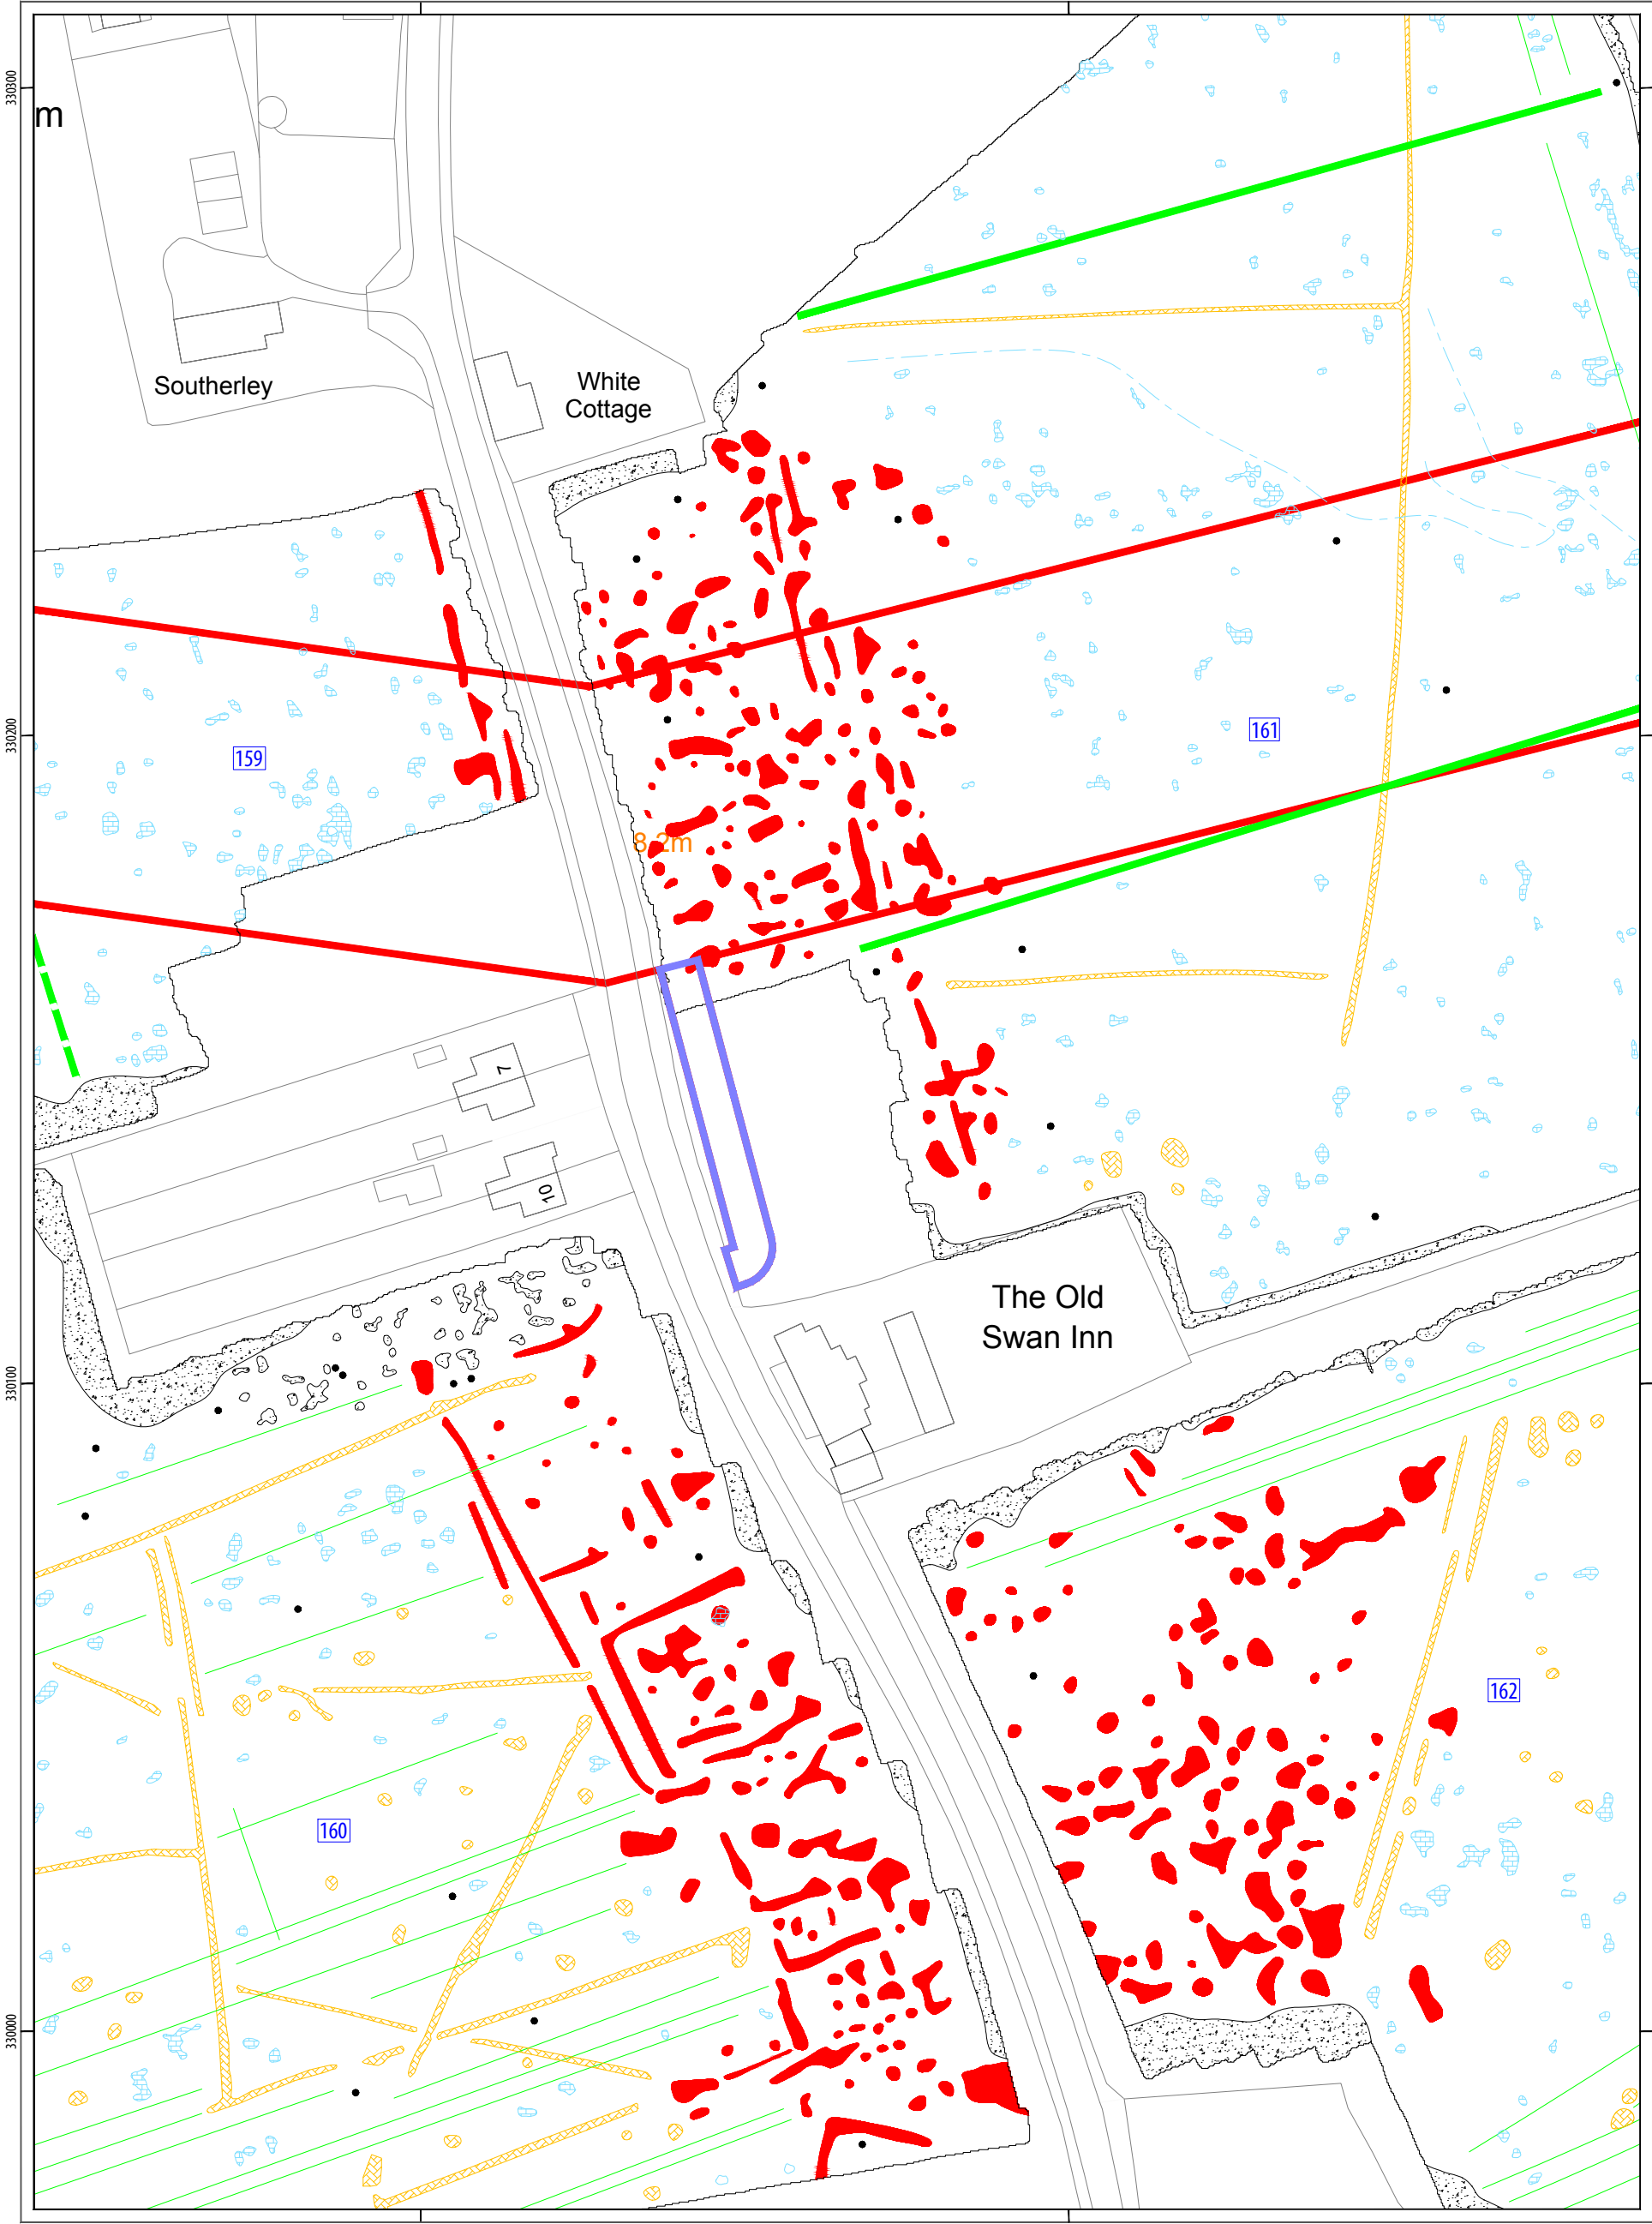 330300
m
Southerley
White
Cottage
330200
159
161
8.2m
7
10
The Old
Swan Inn
330100
162
160
330000